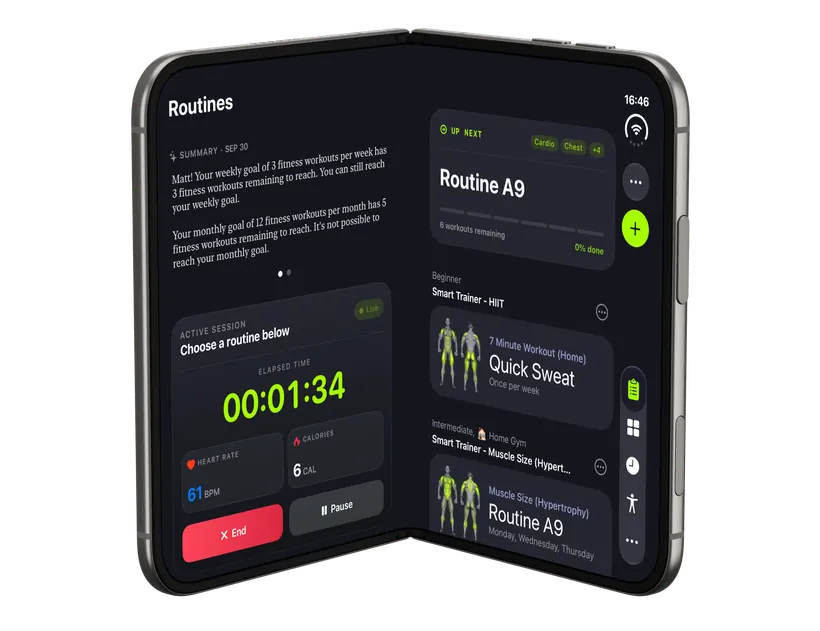 Routines
SUMMARY · SEP 30
Matt! Your weekly goal of 3 fitness workouts per week has
3 fitness workouts remaining to reach. You can still reach
your weekly goal.
Your monthly goal of 12 fitness workouts per month has 5
fitness workouts remaining to reach. It's not possible to
reach your monthly goal.
ACTIVE SESSION
Live
Choose a routine below
ELAPSED TIME
00:01:34
HEART RATE
61 BPM
CALORIES
6 CAL
End
Pause
16:46
UP NEXT
Cardio
Chest
+4
Routine A9
6 workouts remaining
0% done
Beginner
Smart Trainer - HIIT
7 Minute Workout (Home)
Quick Sweat
Once per week
Intermediate, 🏠 Home Gym
Smart Trainer - Muscle Size (Hypert...
Muscle Size (Hypertrophy)
Routine A9
Monday, Wednesday, Thursday